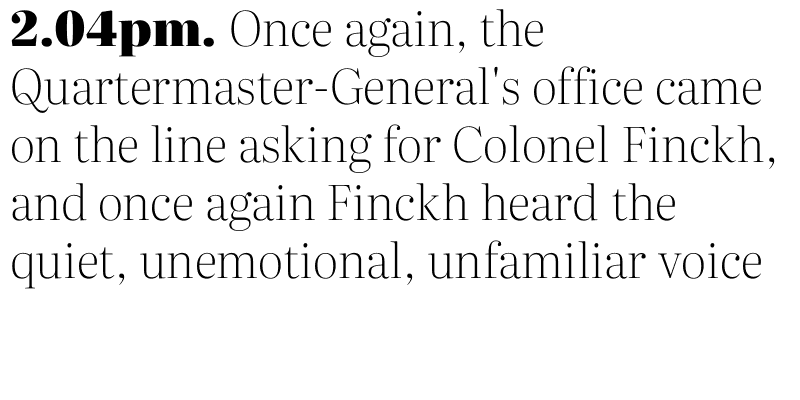 2.04pm. Once again, the
Quartermaster-General's office came
on the line asking for Colonel Finckh,
and once again Finckh heard the
quiet, unemotional, unfamiliar voice